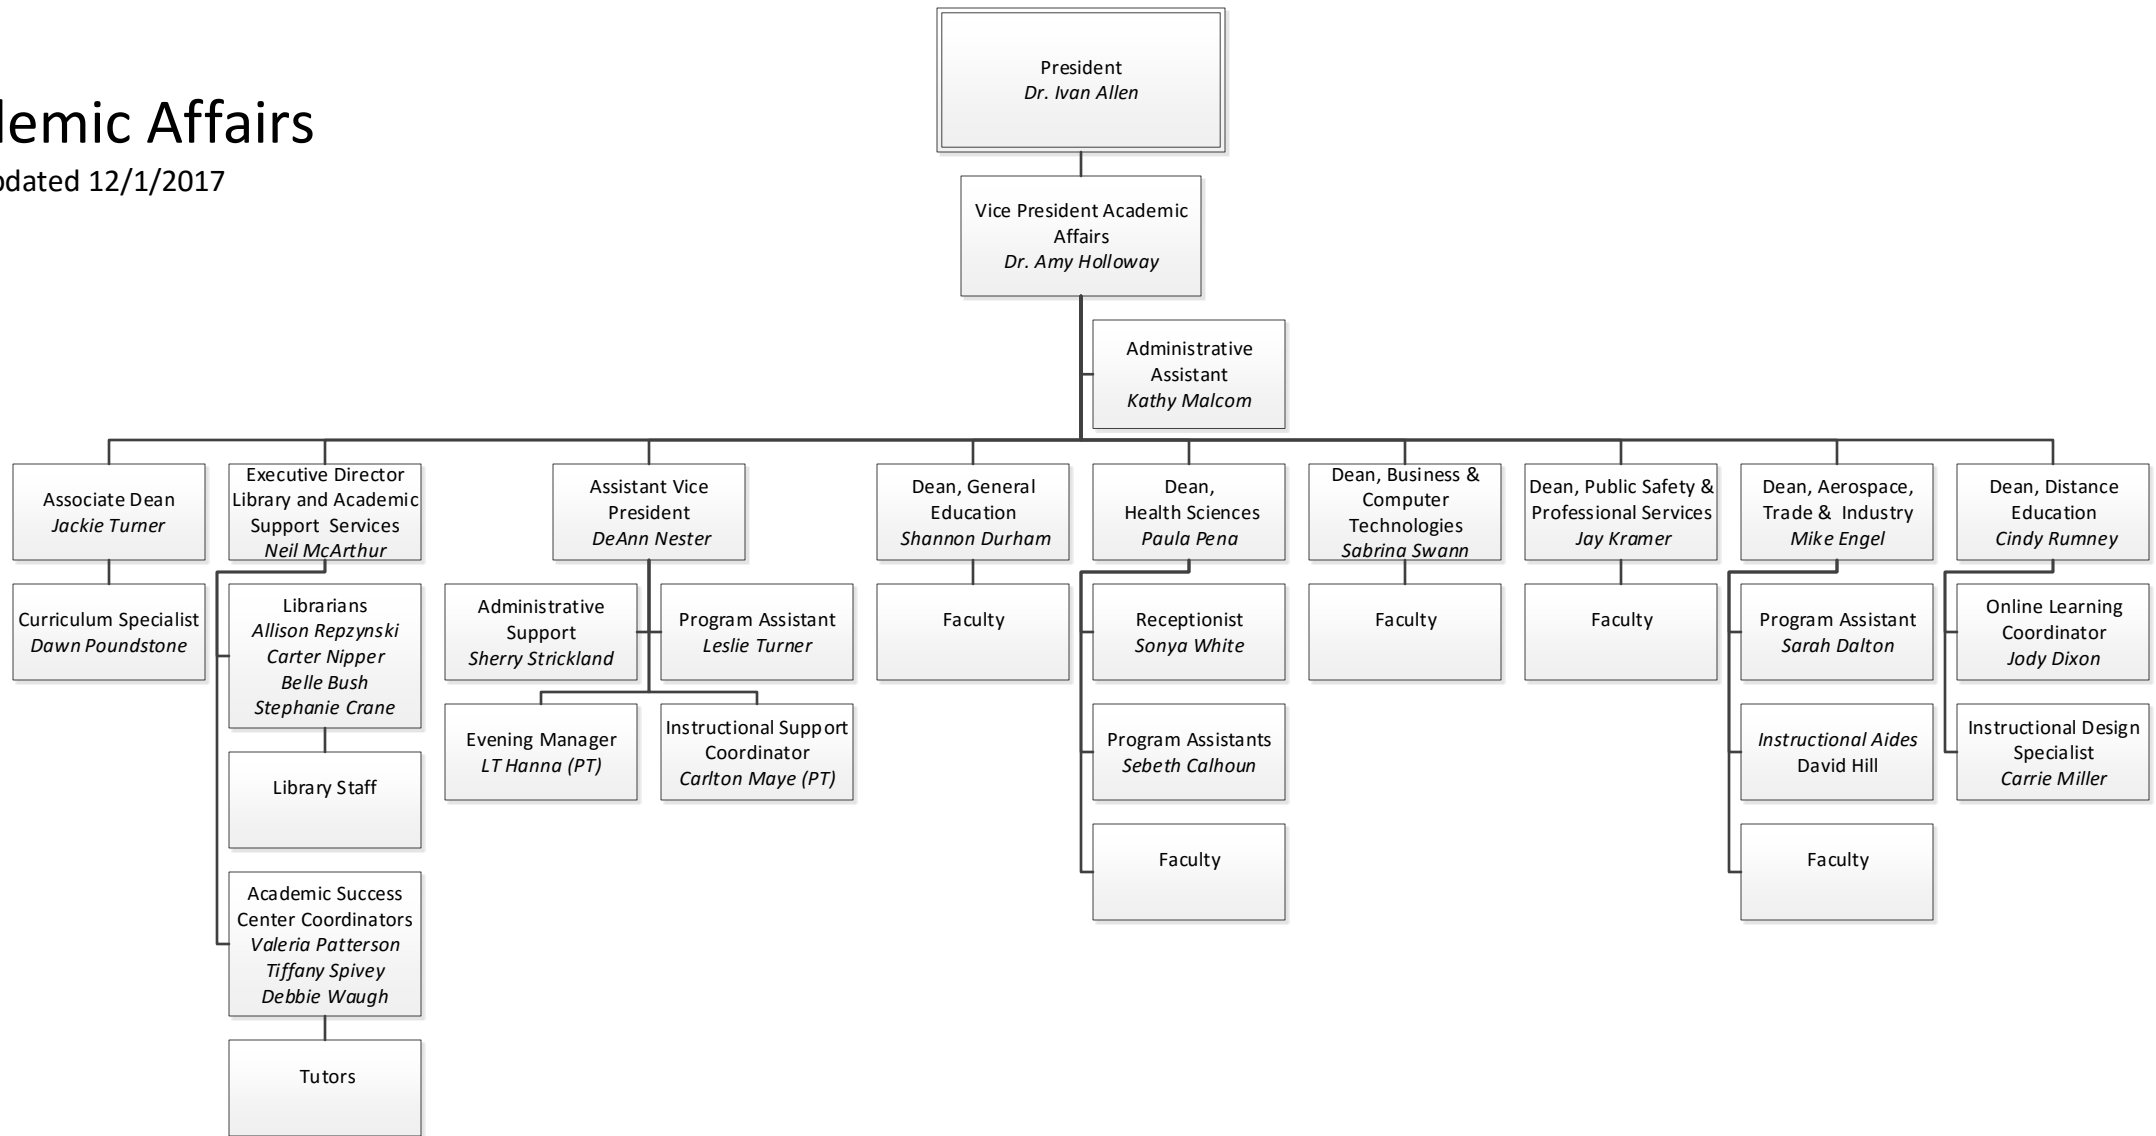 President
Dr. Ivan Allen
demic Affairs
pdated 12/1/2017
Vice President Academic
Affairs
Dr. Amy Holloway
Administrative
Assistant
Kathy Malcom
Associate Dean
Jackie Turner
Executive Director
Library and Academic
Support Services
Neil McArthur
Assistant Vice
President
DeAnn Nester
Dean, General
Education
Shannon Durham
Dean,
Health Sciences
Paula Pena
Dean, Business &
Computer
Technologies
Sabrina Swann
Dean, Public Safety &
Professional Services
Jay Kramer
Dean, Aerospace,
Trade & Industry
Mike Engel
Dean, Distance
Education
Cindy Rumney
Curriculum Specialist
Dawn Poundstone
Librarians
Allison Repzynski
Carter Nipper
Belle Bush
Stephanie Crane
Administrative
Support
Sherry Strickland
Program Assistant
Leslie Turner
Faculty
Receptionist
Sonya White
Faculty
Faculty
Program Assistant
Sarah Dalton
Online Learning
Coordinator
Jody Dixon
Library Staff
Evening Manager
LT Hanna (PT)
Instructional Support
Coordinator
Carlton Maye (PT)
Program Assistants
Sebeth Calhoun
Instructional Aides
David Hill
Instructional Design
Specialist
Carrie Miller
Academic Success
Center Coordinators
Valeria Patterson
Tiffany Spivey
Debbie Waugh
Faculty
Faculty
Tutors